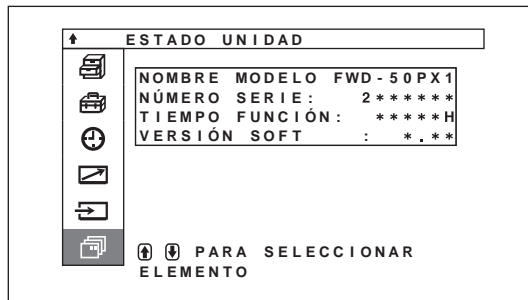 ESTADO UNIDAD
NOMBRE MODELO FWD-50PX1
NÚMERO SERIE: 2******
TIEMPO FUNCIÓN: *****H
VERSIÓN SOFT : *.**
PARA SELECCIONAR
ELEMENTO